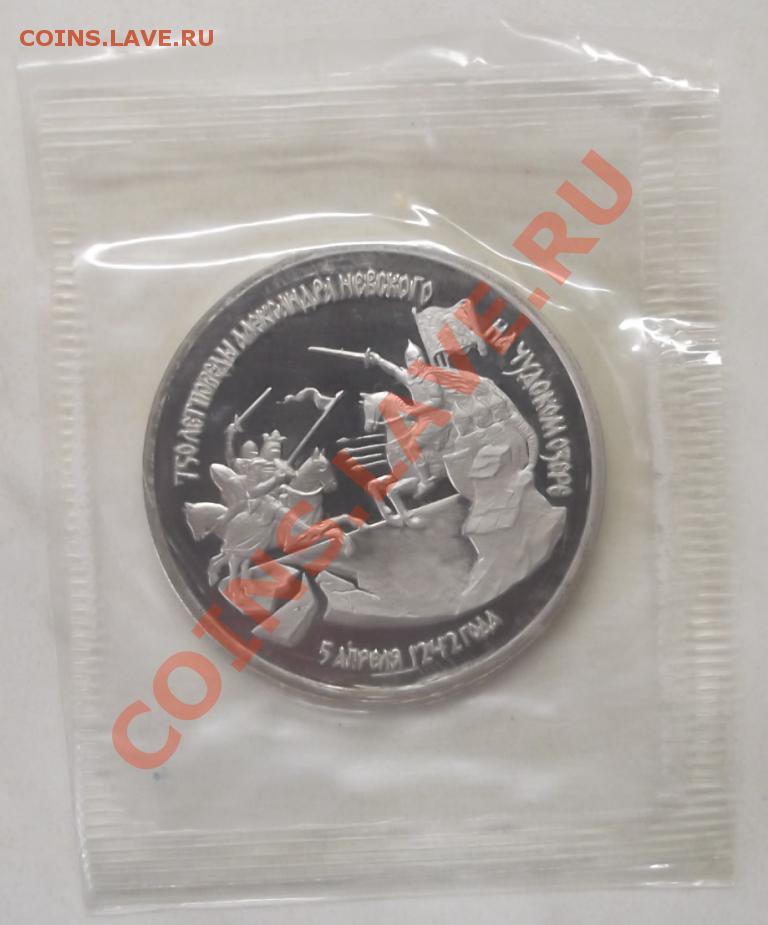 COINS.LAVE.RU
750 ЛЕТ ПОБЕДЫ АЛЕКСАНДРА НЕВСКОГО
НА ЧУДСКОМ ОЗЕРЕ
5 АПРЕЛЯ 1242 ГОДА
COINS.LAVE.RU